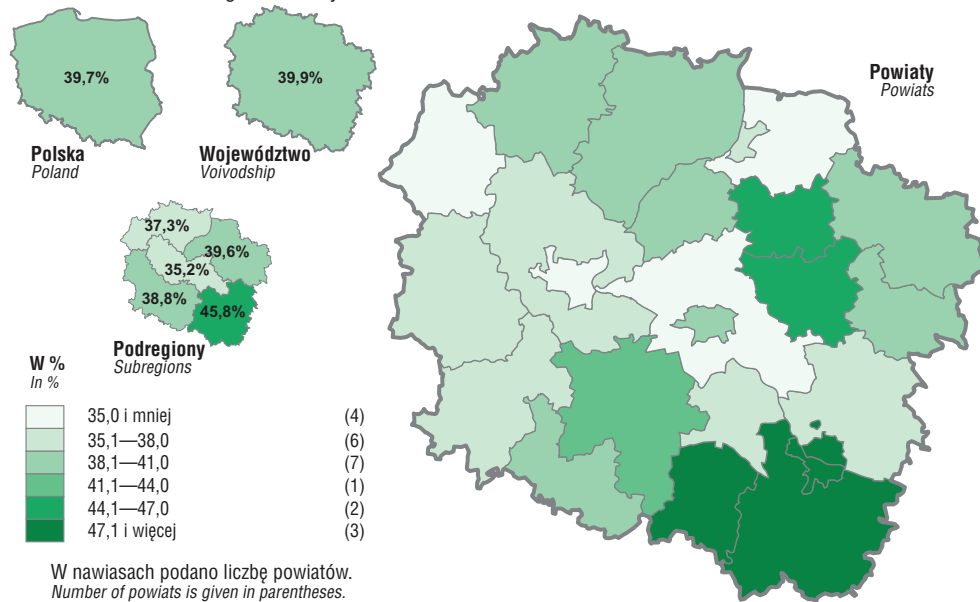 39,7%
39,9%
Polska
Poland
Województwo
Voivodship
Powiaty
Powiats
37,3%
39,6%
35,2%
38,8%
45,8%
Podregiony
Subregions
W %
In %
35,0 i mniej (4)
35,1—38,0 (6)
38,1—41,0 (7)
41,1—44,0 (1)
44,1—47,0 (2)
47,1 i więcej (3)
W nawiasach podano liczbę powiatów.
Number of powiats is given in parentheses.